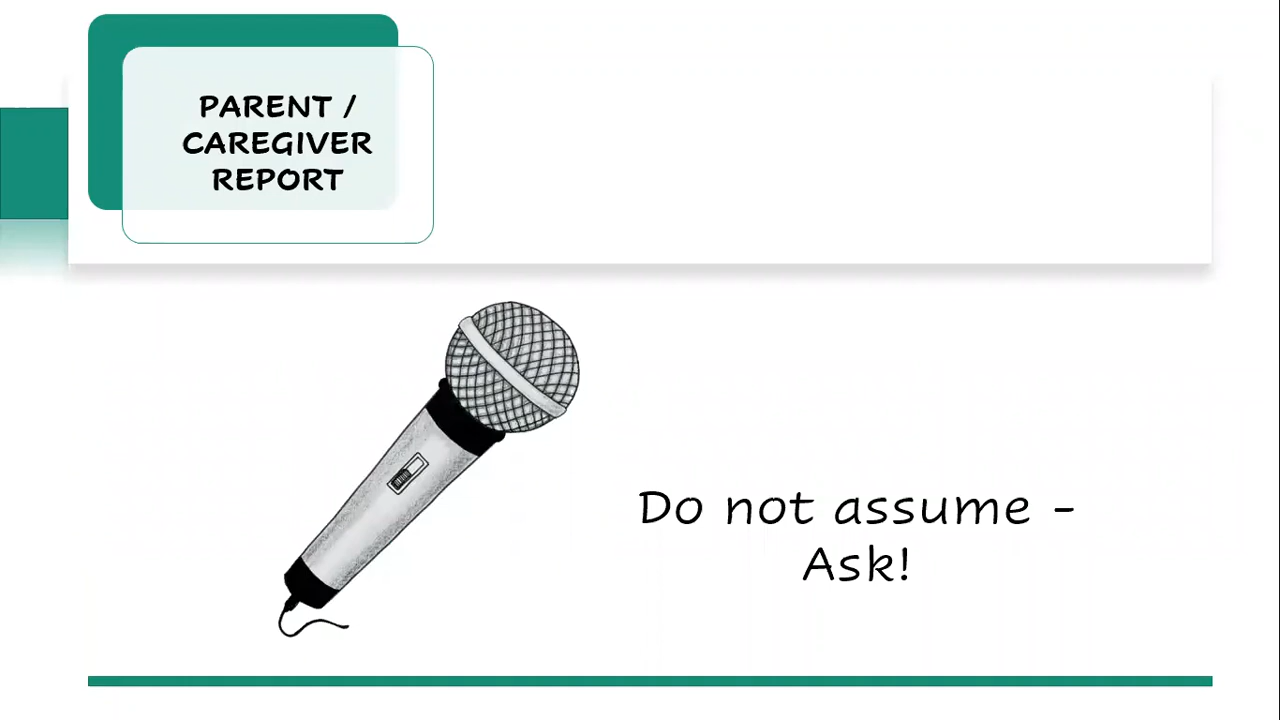 PARENT /
CAREGIVER
REPORT
Do not assume -
Ask!